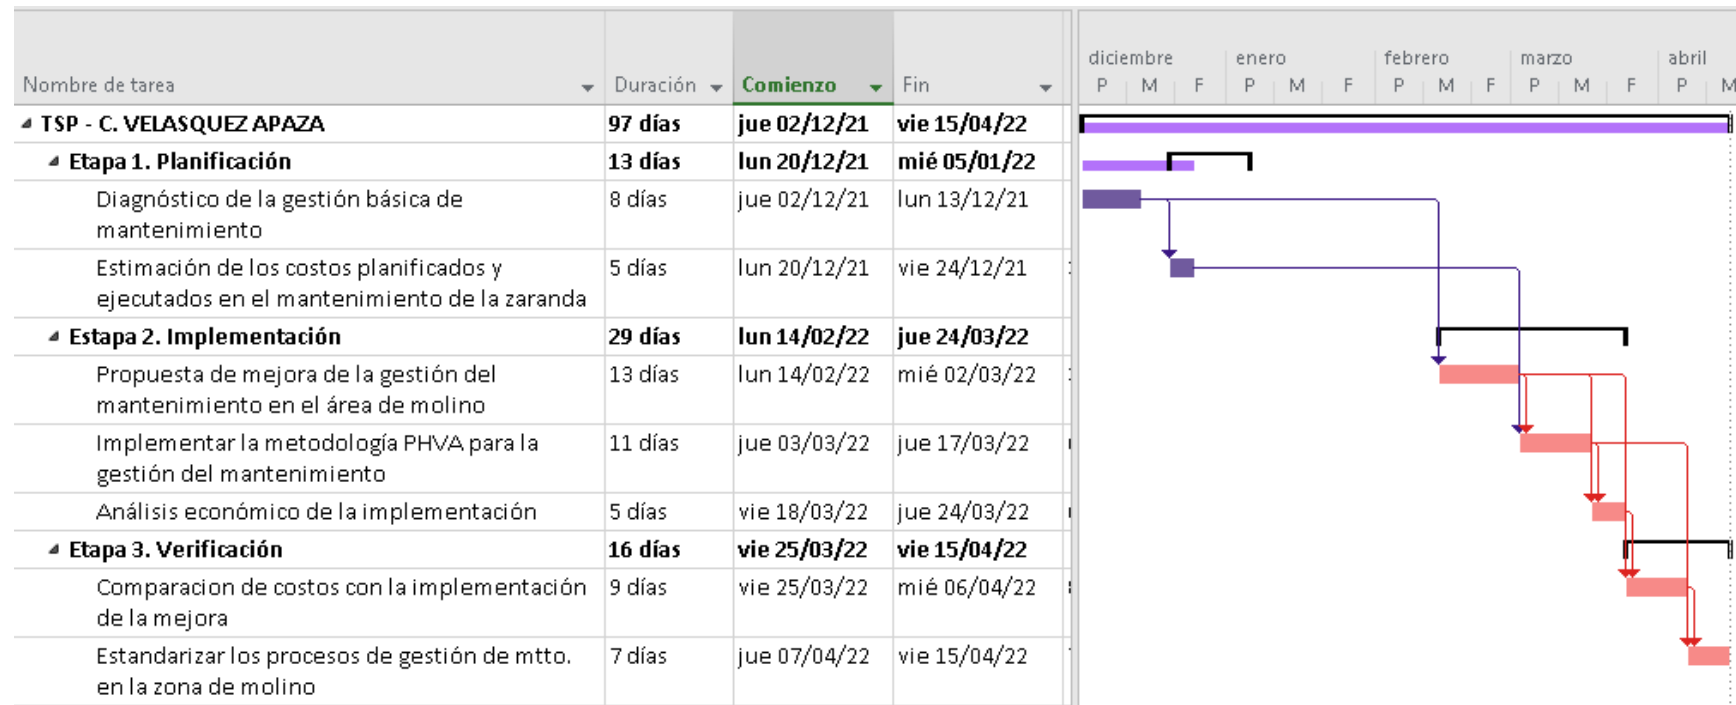 diciembre enero febrero marzo abril
Nombre de tarea Duración Comienzo Fin P M F P M F P M F P M F P M
TSP - C. VELASQUEZ APAZA 97 días jue 02/12/21 vie 15/04/22
Etapa 1. Planificación 13 días lun 20/12/21 mié 05/01/22
Diagnóstico de la gestión básica de 8 días jue 02/12/21 lun 13/12/21
mantenimiento
Estimación de los costos planificados y 5 días lun 20/12/21 vie 24/12/21
ejecutados en el mantenimiento de la zaranda
Estapa 2. Implementación 29 días lun 14/02/22 jue 24/03/22
Propuesta de mejora de la gestión del 13 días lun 14/02/22 mié 02/03/22
mantenimiento en el área de molino
Implementar la metodología PHVA para la 11 días jue 03/03/22 jue 17/03/22
gestión del mantenimiento
Análisis económico de la implementación 5 días vie 18/03/22 jue 24/03/22
Etapa 3. Verificación 16 días vie 25/03/22 vie 15/04/22
Comparacion de costos con la implementación 9 días vie 25/03/22 mié 06/04/22
de la mejora
Estandarizar los procesos de gestión de mtto. 7 días jue 07/04/22 vie 15/04/22
en la zona de molino